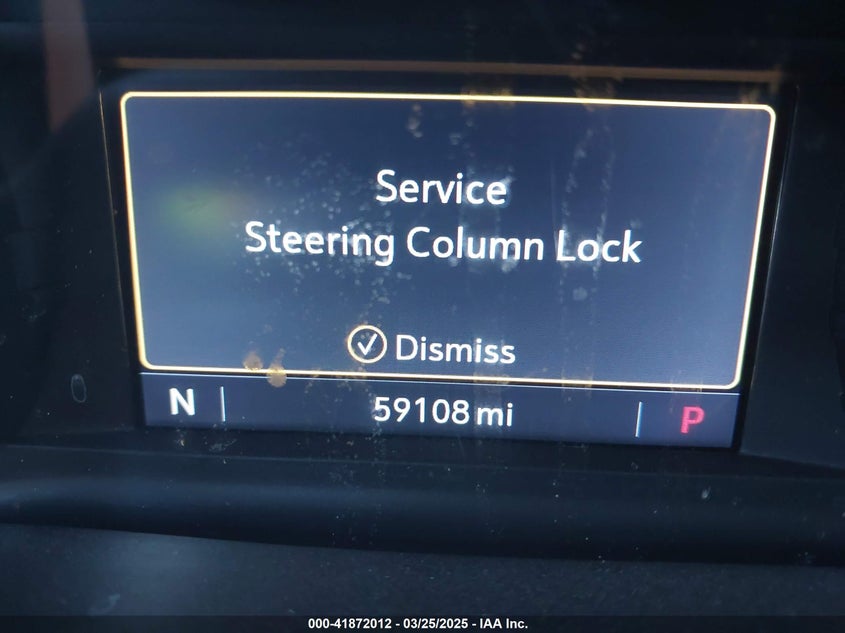 Service
Steering Column Lock
Dismiss
N 59108 mi P
000-41872012 - 03/25/2025 - IAA Inc.